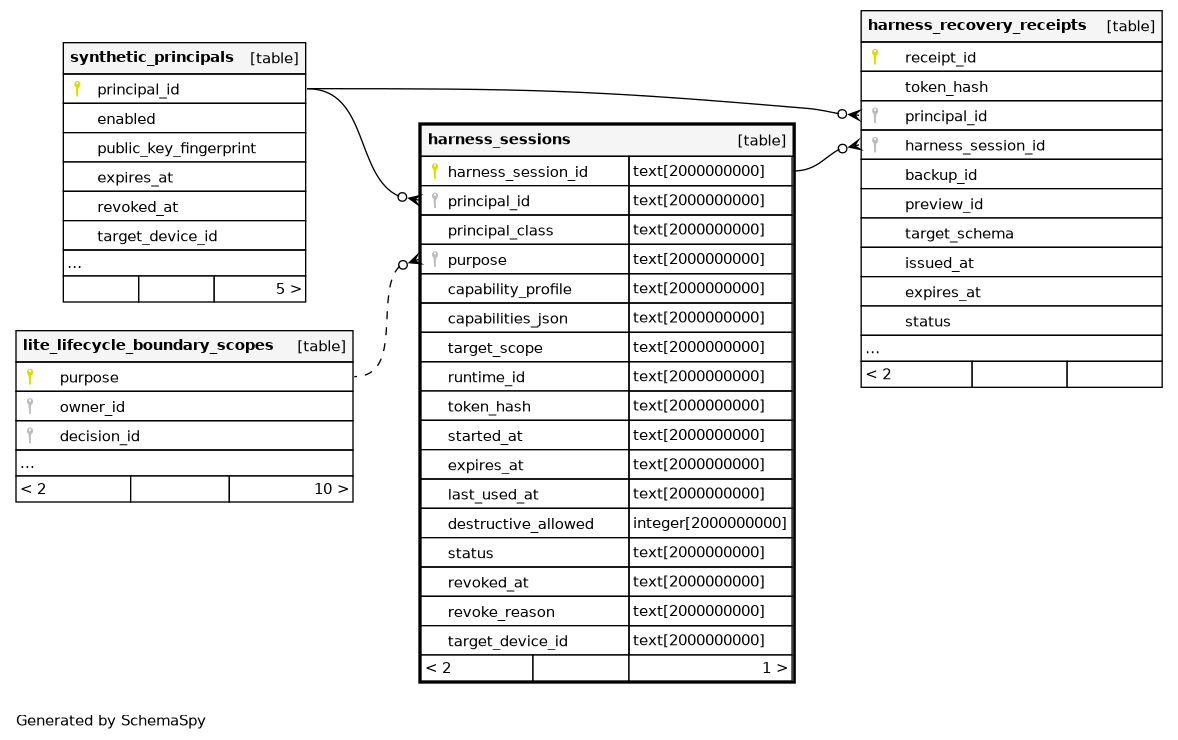 synthetic_principals [table]
principal_id
enabled
public_key_fingerprint
expires_at
revoked_at
target_device_id
...
5 >
lite_lifecycle_boundary_scopes [table]
purpose
owner_id
decision_id
...
< 2 10 >
harness_sessions [table]
harness_session_id text[2000000000]
principal_id text[2000000000]
principal_class text[2000000000]
purpose text[2000000000]
capability_profile text[2000000000]
capabilities_json text[2000000000]
target_scope text[2000000000]
runtime_id text[2000000000]
token_hash text[2000000000]
started_at text[2000000000]
expires_at text[2000000000]
last_used_at text[2000000000]
destructive_allowed integer[2000000000]
status text[2000000000]
revoked_at text[2000000000]
revoke_reason text[2000000000]
target_device_id text[2000000000]
< 2 1 >
harness_recovery_receipts [table]
receipt_id
token_hash
principal_id
harness_session_id
backup_id
preview_id
target_schema
issued_at
expires_at
status
...
< 2
Generated by SchemaSpy